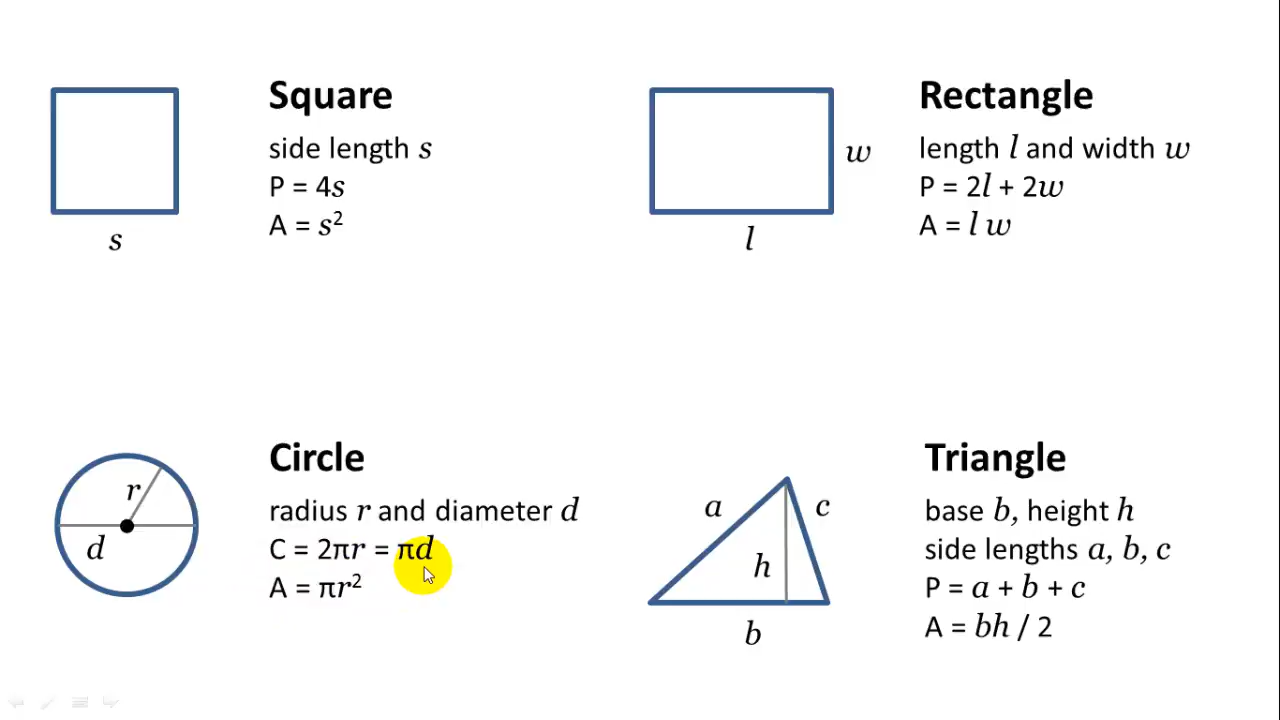 Square
side length s
P = 4s
A = s²
s
Rectangle
length l and width w
P = 2l + 2w
A = l w
w
l
Circle
radius r and diameter d
C = 2πr = πd
A = πr²
r
d
Triangle
base b, height h
side lengths a, b, c
P = a + b + c
A = bh / 2
a
c
h
b